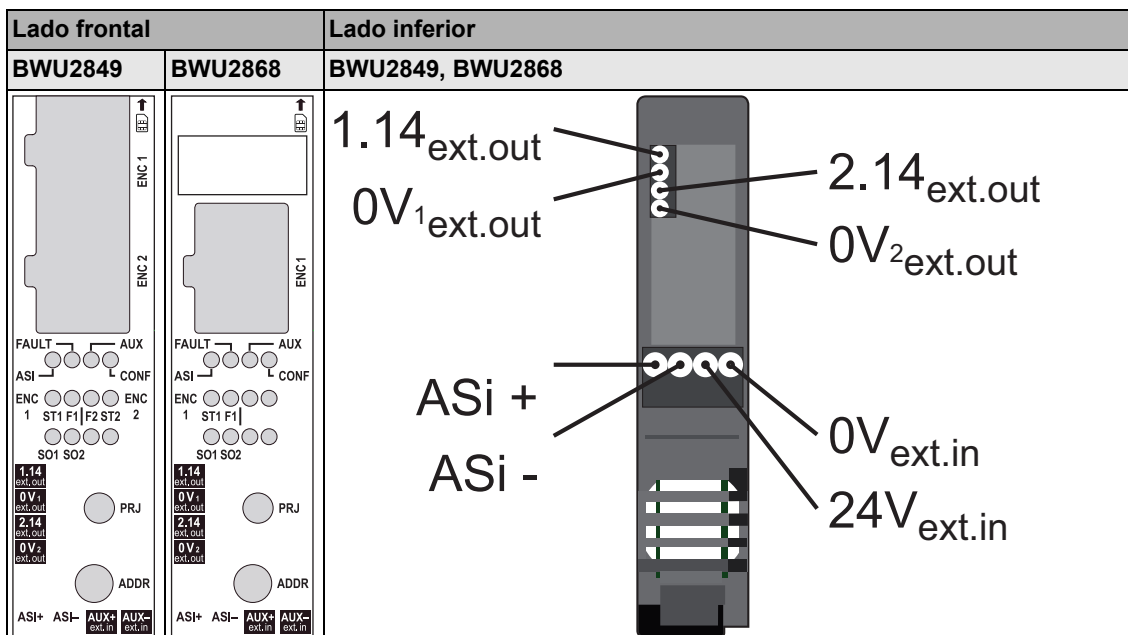 Lado frontal
Lado inferior
BWU2849
BWU2868
BWU2849, BWU2868
ENC 1
ENC 2
FAULT
AUX
ASI
CONF
ENC 1
ENC 2
ST1 F1 F2 ST2
SO1 SO2
1.14 ext.out
0V1 ext.out
2.14 ext.out
0V2 ext.out
PRJ
ADDR
ASI+ ASI– AUX+ ext.in AUX– ext.in
ENC 1
FAULT
AUX
ASI
CONF
ENC 1
ENC
ST1 F1
SO1 SO2
1.14 ext.out
0V1 ext.out
2.14 ext.out
0V2 ext.out
PRJ
ADDR
ASI+ ASI– AUX+ ext.in AUX– ext.in
1.14ext.out
0V1ext.out
2.14ext.out
0V2ext.out
ASi +
ASi -
0Vext.in
24Vext.in